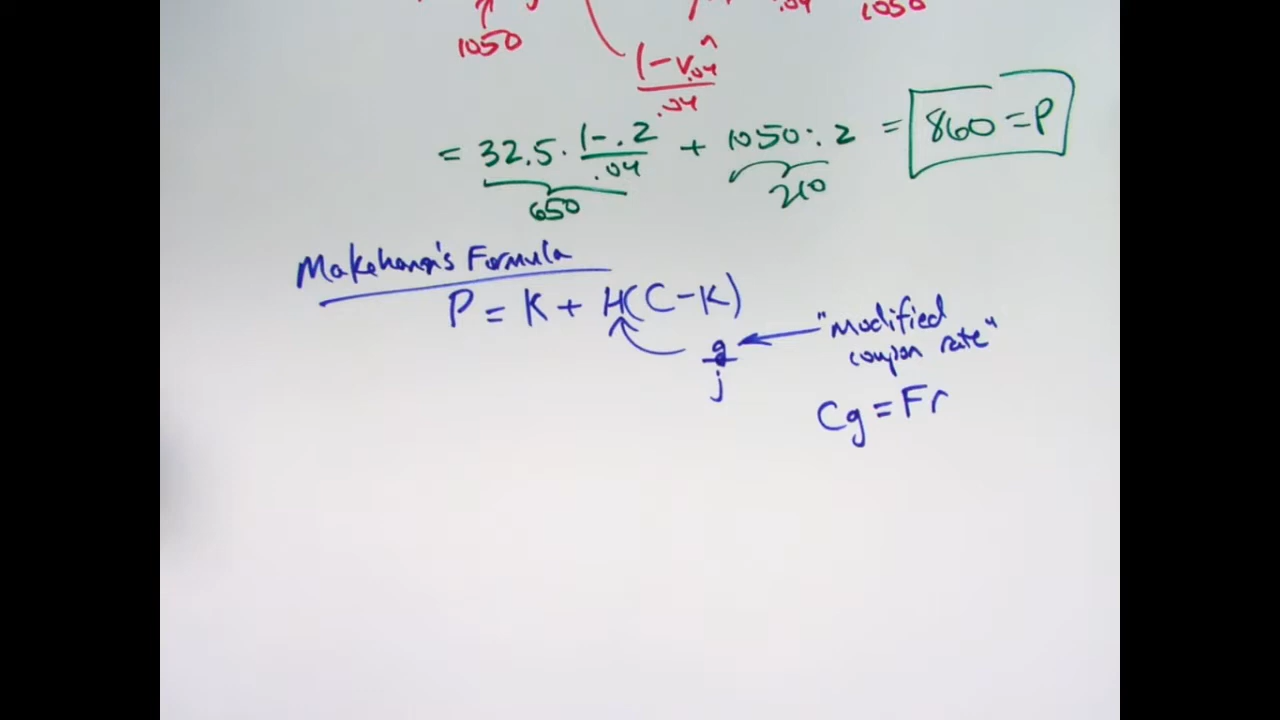 1050 .04 1050
1-v.04^n
.04
= 32.5 · 1-.2/.04 + 1050·.2 = 860 = P
650 210
Makeham's Formula
P = K + H(C-K)
g/j
"modified
coupon rate"
Cg = Fr